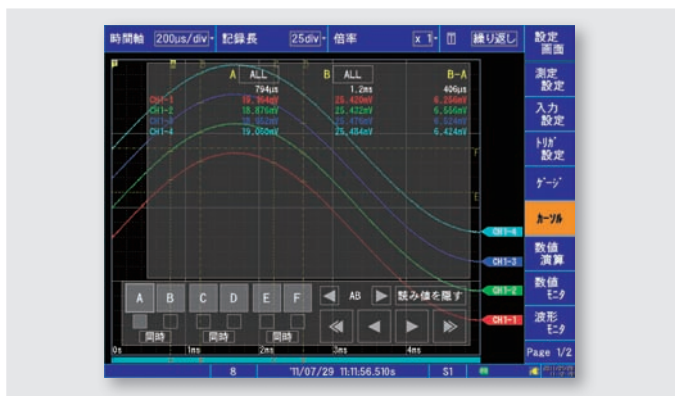 時間軸 200μs/div 記録長 25div 倍率 x 1 繰り返し
設定
画面
測定
設定
入力
設定
トリガ
設定
ゲージ
カーソル
数値
演算
数値
モニタ
波形
モニタ
Page 1/2
A ALL B ALL B-A
794μs 1.2ms 406μs
CH1-1 25.420mV
CH1-2 18.876mV 25.432mV 6.556mV
CH1-3
CH1-4 19.060mV 25.484mV 6.424mV
F
E
CH1-4
CH1-3
CH1-2
CH1-1
A B C D E F AB 読み値を隠す
同時 同時 同時
0s 1ms 2ms 3ms 4ms
8 '11/07/29 11:11:56.510s S1